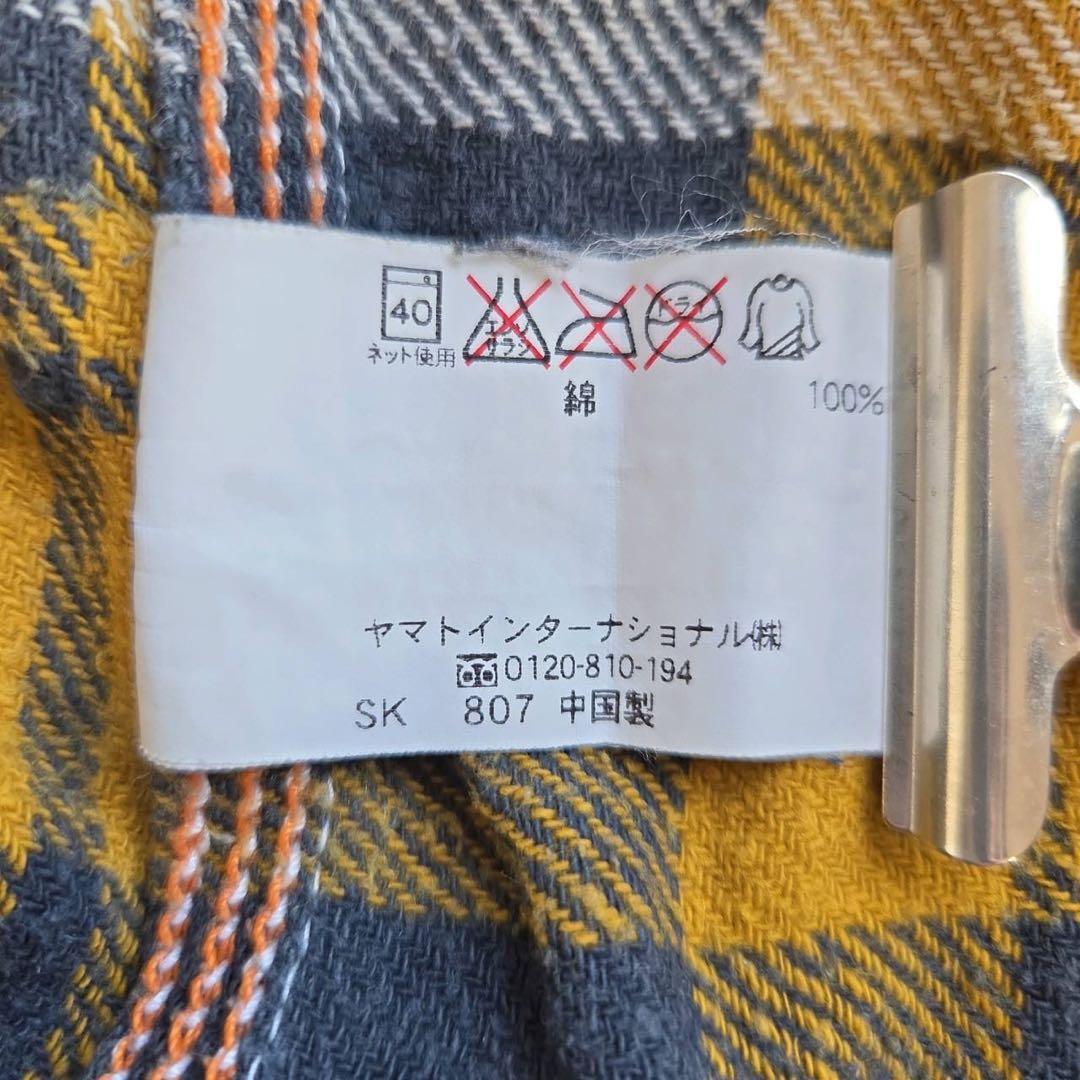 40
ネット使用
エンソ
サラシ
ドライ
綿 100%
ヤマトインターナショナル㈱
0120-810-194
SK 807 中国製